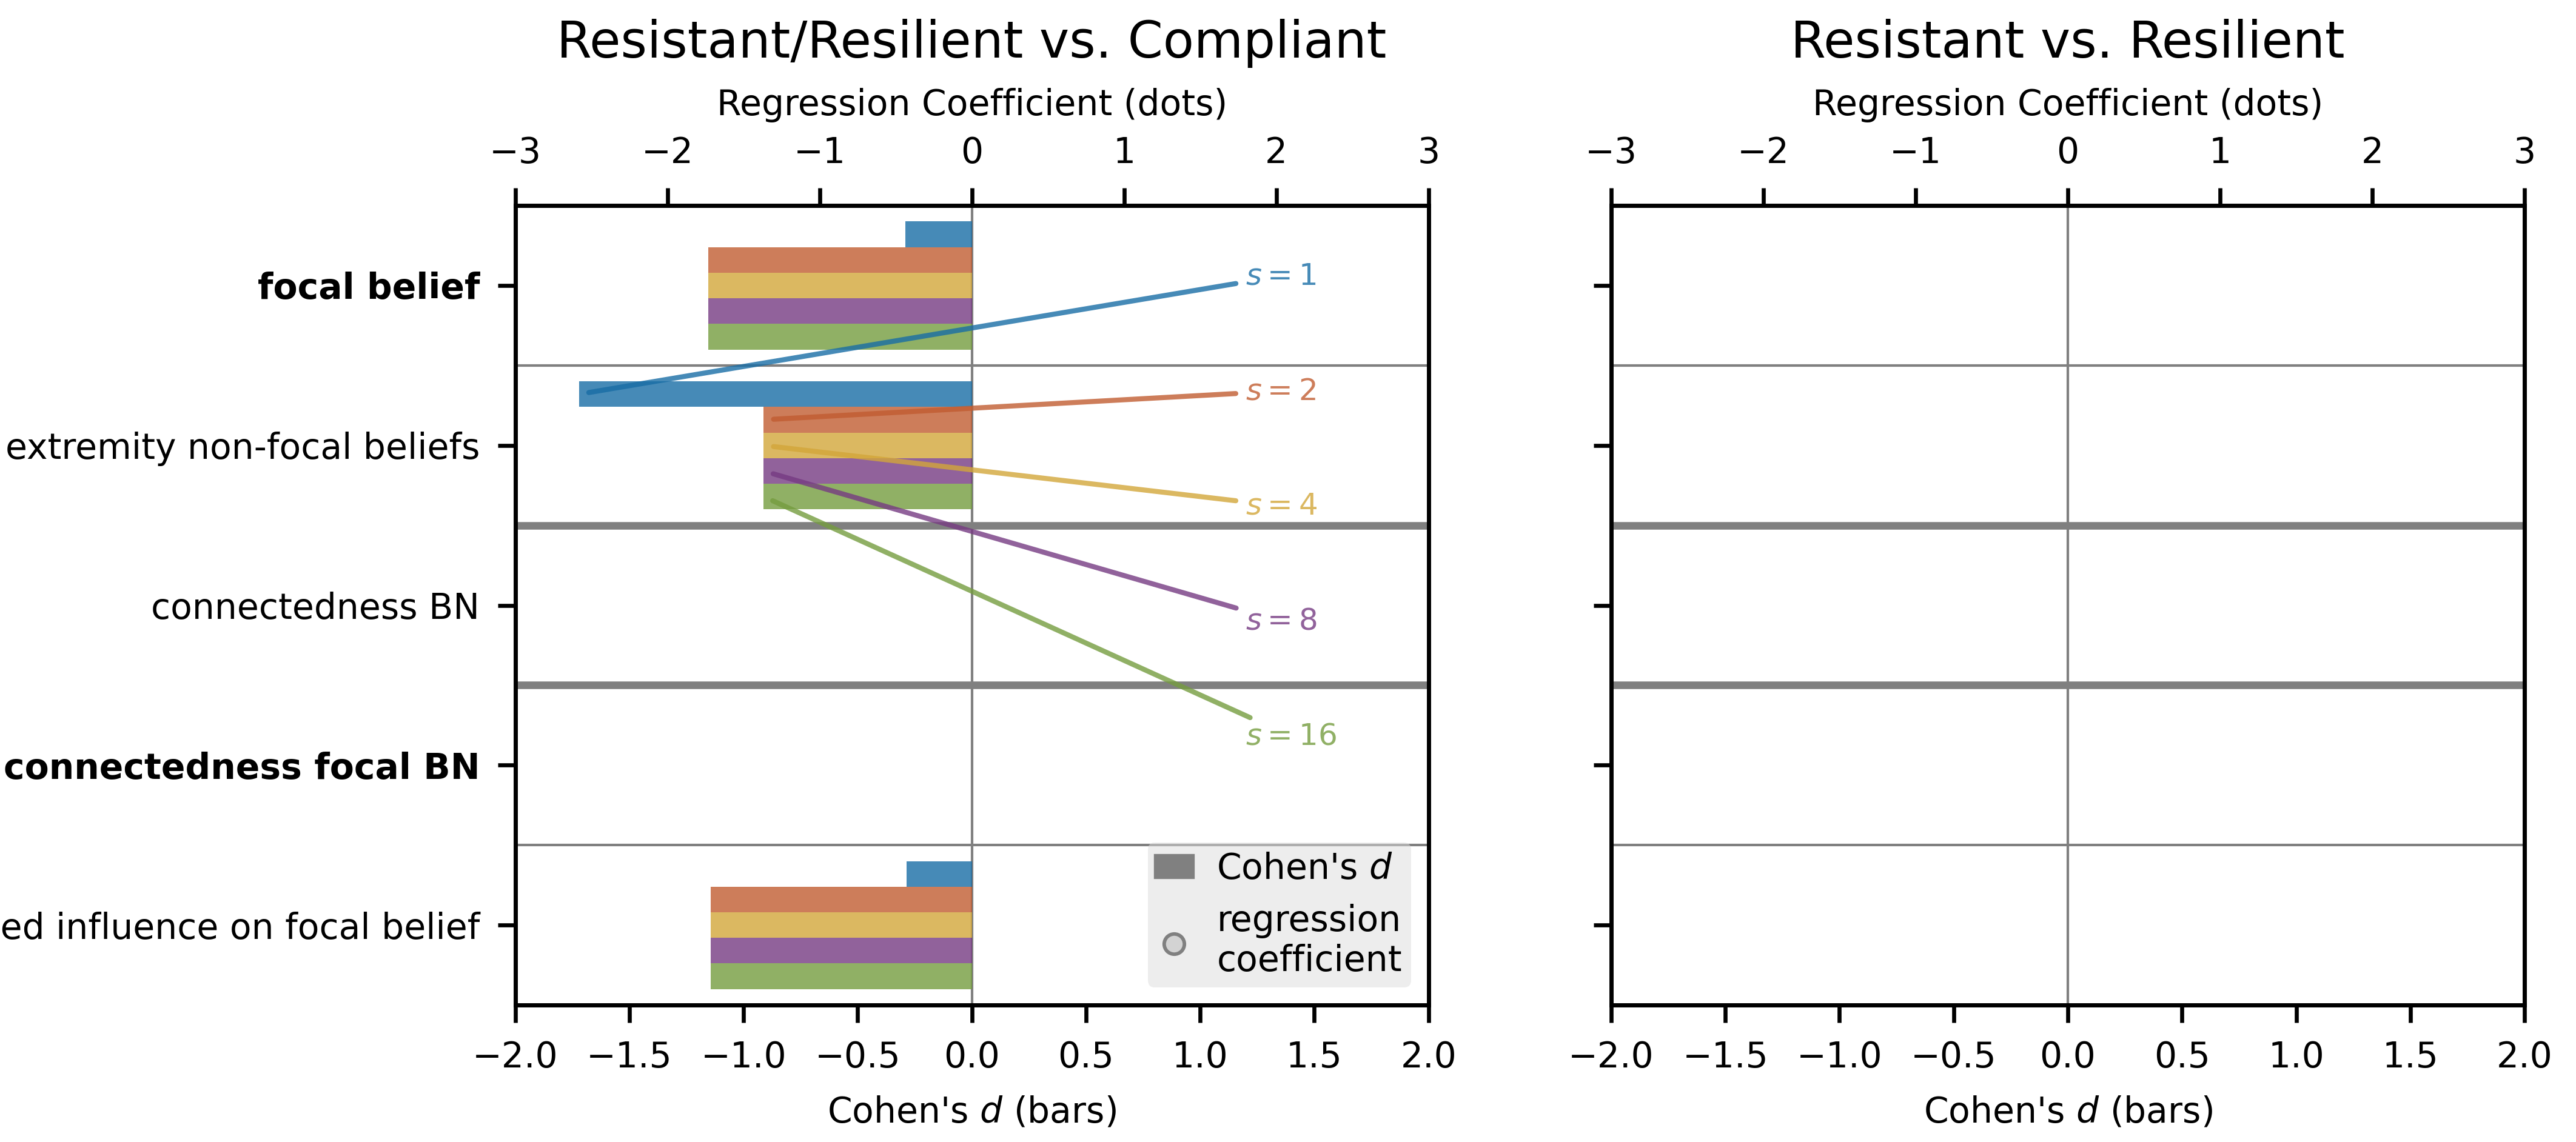 Resistant/Resilient vs. Compliant
Regression Coefficient (dots)
−3 −2 −1 0 1 2 3
focal belief
extremity non-focal beliefs
connectedness BN
connectedness focal BN
ed influence on focal belief
s = 1
s = 2
s = 4
s = 8
s = 16
Cohen's d
regression
coefficient
−2.0 −1.5 −1.0 −0.5 0.0 0.5 1.0 1.5 2.0
Cohen's d (bars)
Resistant vs. Resilient
Regression Coefficient (dots)
−3 −2 −1 0 1 2 3
−2.0 −1.5 −1.0 −0.5 0.0 0.5 1.0 1.5 2.0
Cohen's d (bars)